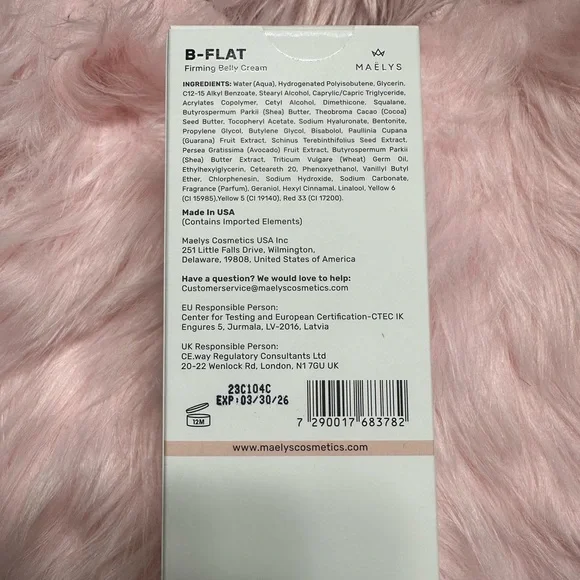 B-FLAT
Firming Belly Cream
MAËLYS
INGREDIENTS: Water (Aqua), Hydrogenated Polyisobutene, Glycerin,
C12-15 Alkyl Benzoate, Stearyl Alcohol, Caprylic/Capric Triglyceride,
Acrylates Copolymer, Cetyl Alcohol, Dimethicone, Squalane,
Butyrospermum Parkii (Shea) Butter, Theobroma Cacao (Cocoa)
Seed Butter, Tocopheryl Acetate, Sodium Hyaluronate, Bentonite,
Propylene Glycol, Butylene Glycol, Bisabolol, Paullinia Cupana
(Guarana) Fruit Extract, Schinus Terebinthifolius Seed Extract,
Persea Gratissima (Avocado) Fruit Extract, Butyrospermum Parkii
(Shea) Butter Extract, Triticum Vulgare (Wheat) Germ Oil,
Ethylhexylglycerin, Ceteareth 20, Phenoxyethanol, Vanillyl Butyl
Ether, Chlorphenesin, Sodium Hydroxide, Sodium Carbonate,
Fragrance (Parfum), Geraniol, Hexyl Cinnamal, Linalool, Yellow 6
(CI 15985),Yellow 5 (CI 19140), Red 33 (CI 17200).
Made In USA
(Contains Imported Elements)
Maelys Cosmetics USA Inc
251 Little Falls Drive, Wilmington,
Delaware, 19808, United States of America
Have a question? We would love to help:
Customerservice@maelyscosmetics.com
EU Responsible Person:
Center for Testing and European Certification-CTEC IK
Engures 5, Jurmala, LV-2016, Latvia
UK Responsible Person:
CE.way Regulatory Consultants Ltd
20-22 Wenlock Rd, London, N1 7GU UK
23C104C
EXP:03/30/26
12M
7 290017 683782
www.maelyscosmetics.com